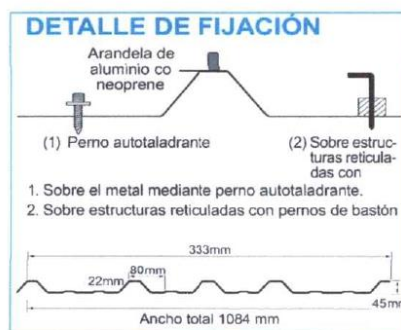 DETALLE DE FIJACIÓN
Arandela de
aluminio co
neoprene
(1) Perno autotaladrante
(2) Sobre estruc-
turas reticula-
das con
1. Sobre el metal mediante perno autotaladrante.
2. Sobre estructuras reticuladas con pernos de bastón
333mm
80mm
22mm
45mm
Ancho total 1084 mm